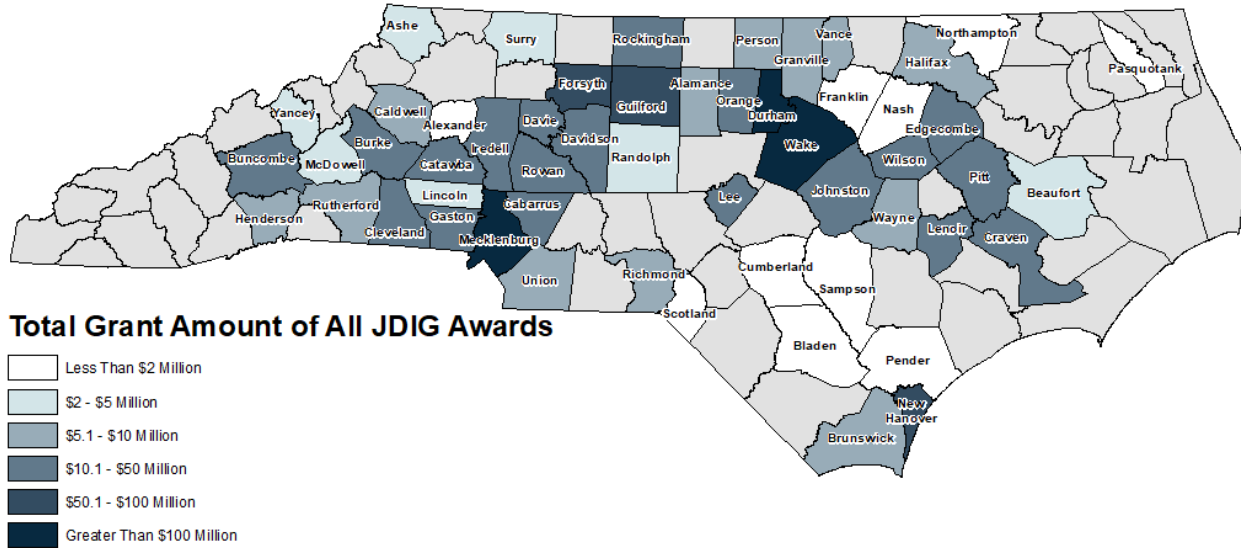 Ashe
Surry
Rockingham
Person
Vance
Granville
Northampton
Halifax
Pasquotank
Forsyth
Guilford
Alamance
Orange
Durham
Franklin
Nash
Edgecombe
Yancey
Caldwell
Alexander
Davie
Davidson
Iredell
Burke
Buncombe
McDowell
Catawba
Rowan
Randolph
Wake
Wilson
Pitt
Beaufort
Lincoln
Lee
Johnston
Henderson
Rutherford
Cleveland
Gaston
Cabarrus
Mecklenburg
Wayne
Lenoir
Craven
Union
Richmond
Cumberland
Sampson
Scotland
Bladen
Pender
New
Hanover
Brunswick
Total Grant Amount of All JDIG Awards
Less Than $2 Million
$2 - $5 Million
$5.1 - $10 Million
$10.1 - $50 Million
$50.1 - $100 Million
Greater Than $100 Million